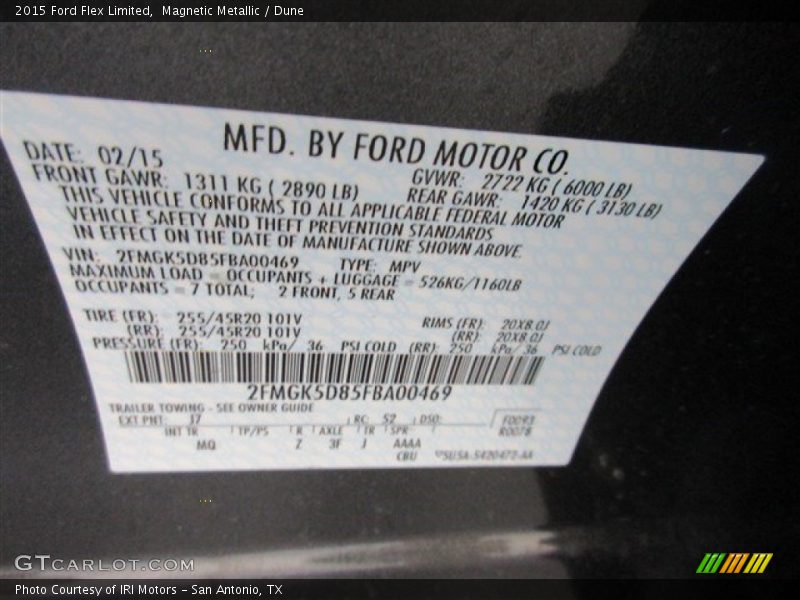 2015 Ford Flex Limited, Magnetic Metallic / Dune
MFD. BY FORD MOTOR CO.
DATE: 02/15 GVWR: 2722 KG ( 6000 LB)
FRONT GAWR: 1311 KG ( 2890 LB) REAR GAWR: 1420 KG ( 3130 LB)
THIS VEHICLE CONFORMS TO ALL APPLICABLE FEDERAL MOTOR
VEHICLE SAFETY AND THEFT PREVENTION STANDARDS
IN EFFECT ON THE DATE OF MANUFACTURE SHOWN ABOVE.
VIN: 2FMGK5D85FBA00469 TYPE: MPV
MAXIMUM LOAD = OCCUPANTS + LUGGAGE = 526KG/1160LB
OCCUPANTS = 7 TOTAL; 2 FRONT, 5 REAR
TIRE (FR): 255/45R20 101V RIMS (FR): 20X8.0J
(RR): 255/45R20 101V (RR): 20X8.0J
PRESSURE (FR): 250 kPa/ 36 PSI COLD (RR): 250 kPa/ 36 PSI COLD
2FMGK5D85FBA00469
TRAILER TOWING - SEE OWNER GUIDE
EXT PNT: J7 RC: 52 DSO: F0093
INT TR TP/PS R AXLE TR SPR R0078
MQ Z 3F J AAAA
CBU
GTCARLOT.COM
Photo Courtesy of IRI Motors – San Antonio, TX